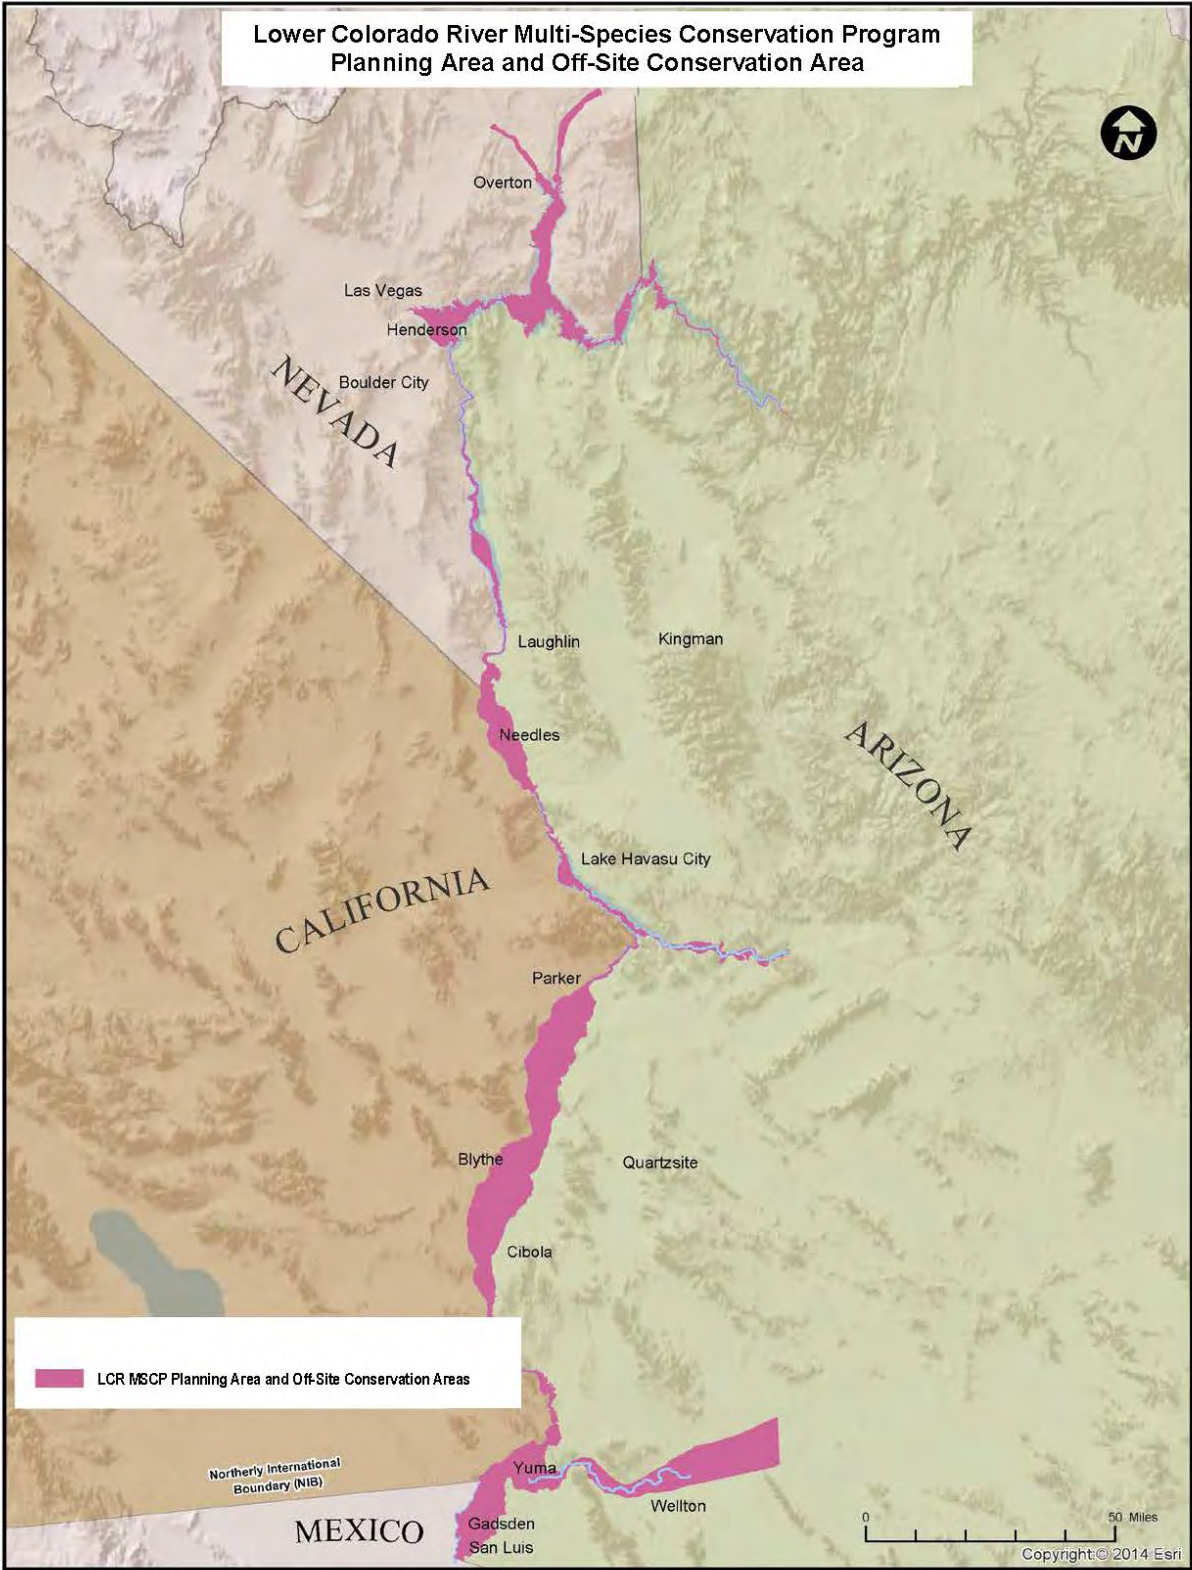 Lower Colorado River Multi-Species Conservation Program
Planning Area and Off-Site Conservation Area
N
Overton
Las Vegas
Henderson
NEVADA
Boulder City
Laughlin
Kingman
Needles
ARIZONA
Lake Havasu City
CALIFORNIA
Parker
Blythe
Quartzsite
Cibola
LCR MSCP Planning Area and Off-Site Conservation Areas
Northerly International
Boundary (NIB)
Yuma
Wellton
MEXICO
Gadsden
San Luis
0 50 Miles
Copyright:© 2014 Esri